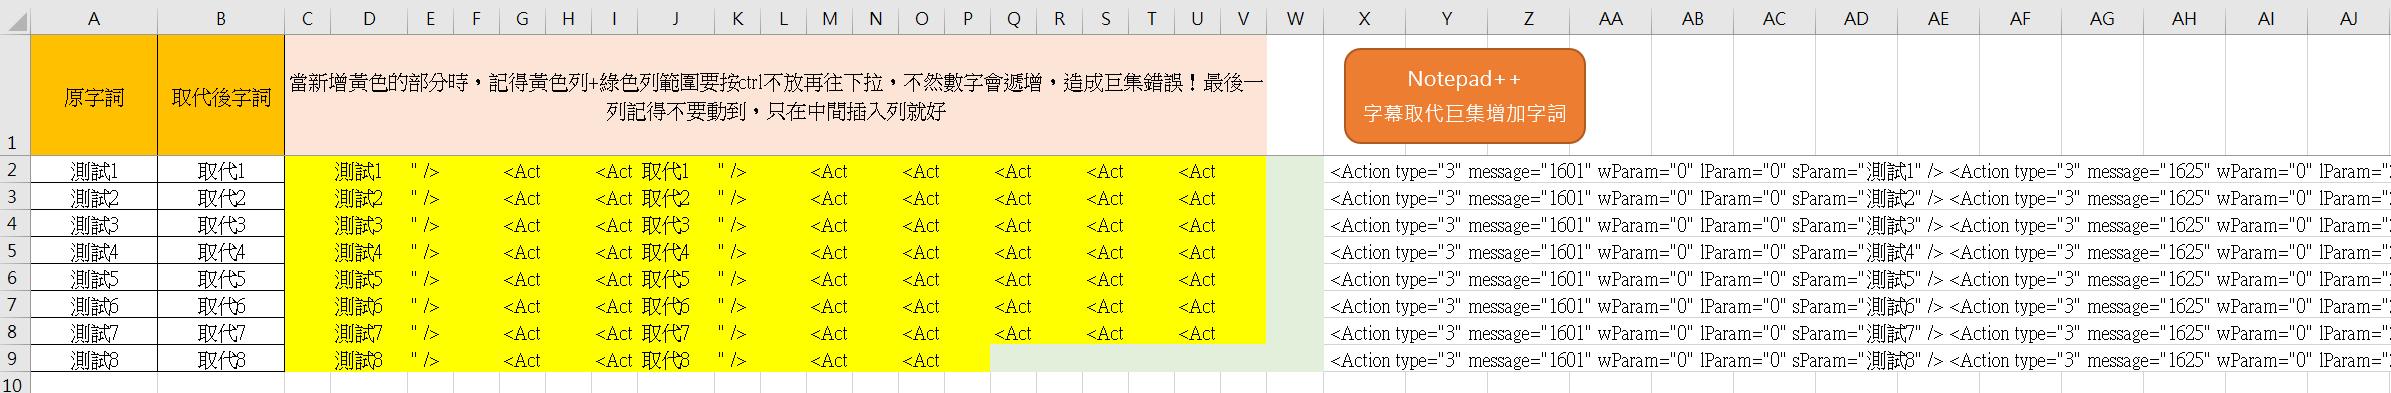 A B C D E F G H I J K L M N O P Q R S T U V W X Y Z AA AB AC AD AE AF AG AH AI AJ
1 原字詞 取代後字詞 當新增黃色的部分時，記得黃色列+綠色列範圍要按ctrl不放再往下拉，不然數字會遞增，造成巨集錯誤！最後一
列記得不要動到，只在中間插入列就好
Notepad++
字幕取代巨集增加字詞
2 測試1 取代1 測試1 " /> <Act <Act 取代1 " /> <Act <Act <Act <Act <Act <Action type="3" message="1601" wParam="0" lParam="0" sParam="測試1" /> <Action type="3" message="1625" wParam="0" lParam="
3 測試2 取代2 測試2 " /> <Act <Act 取代2 " /> <Act <Act <Act <Act <Act <Action type="3" message="1601" wParam="0" lParam="0" sParam="測試2" /> <Action type="3" message="1625" wParam="0" lParam="
4 測試3 取代3 測試3 " /> <Act <Act 取代3 " /> <Act <Act <Act <Act <Act <Action type="3" message="1601" wParam="0" lParam="0" sParam="測試3" /> <Action type="3" message="1625" wParam="0" lParam="
5 測試4 取代4 測試4 " /> <Act <Act 取代4 " /> <Act <Act <Act <Act <Act <Action type="3" message="1601" wParam="0" lParam="0" sParam="測試4" /> <Action type="3" message="1625" wParam="0" lParam="
6 測試5 取代5 測試5 " /> <Act <Act 取代5 " /> <Act <Act <Act <Act <Act <Action type="3" message="1601" wParam="0" lParam="0" sParam="測試5" /> <Action type="3" message="1625" wParam="0" lParam="
7 測試6 取代6 測試6 " /> <Act <Act 取代6 " /> <Act <Act <Act <Act <Act <Action type="3" message="1601" wParam="0" lParam="0" sParam="測試6" /> <Action type="3" message="1625" wParam="0" lParam="
8 測試7 取代7 測試7 " /> <Act <Act 取代7 " /> <Act <Act <Act <Act <Act <Action type="3" message="1601" wParam="0" lParam="0" sParam="測試7" /> <Action type="3" message="1625" wParam="0" lParam="
9 測試8 取代8 測試8 " /> <Act <Act 取代8 " /> <Act <Act <Action type="3" message="1601" wParam="0" lParam="0" sParam="測試8" /> <Action type="3" message="1625" wParam="0" lParam="
10